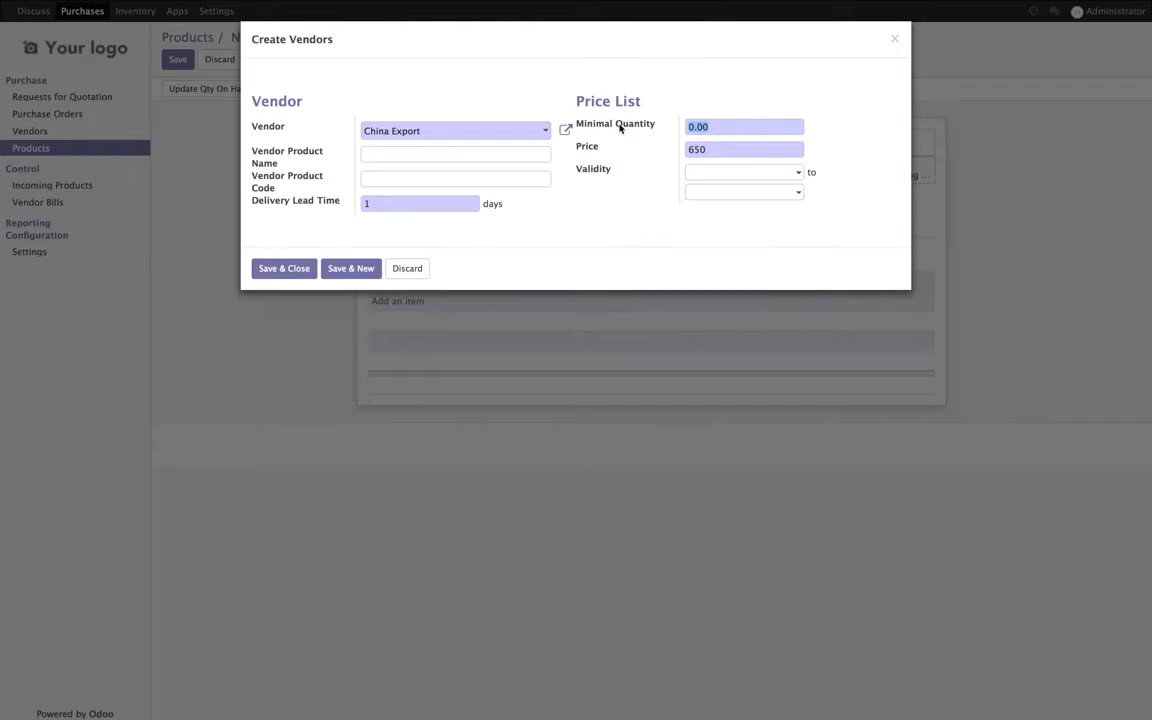 Discuss Purchases Inventory Apps Settings Administrator
Your logo
Products / N
Save Discard
Update Qty On Ha
Purchase
Requests for Quotation
Purchase Orders
Vendors
Products
Control
Incoming Products
Vendor Bills
Reporting
Configuration
Settings
Create Vendors ×
Vendor
Vendor China Export
Vendor Product
Name
Vendor Product
Code
Delivery Lead Time 1 days
Price List
Minimal Quantity 0.00
Price 650
Validity to
Save & Close Save & New Discard
g ...
Add an item
Powered by Odoo